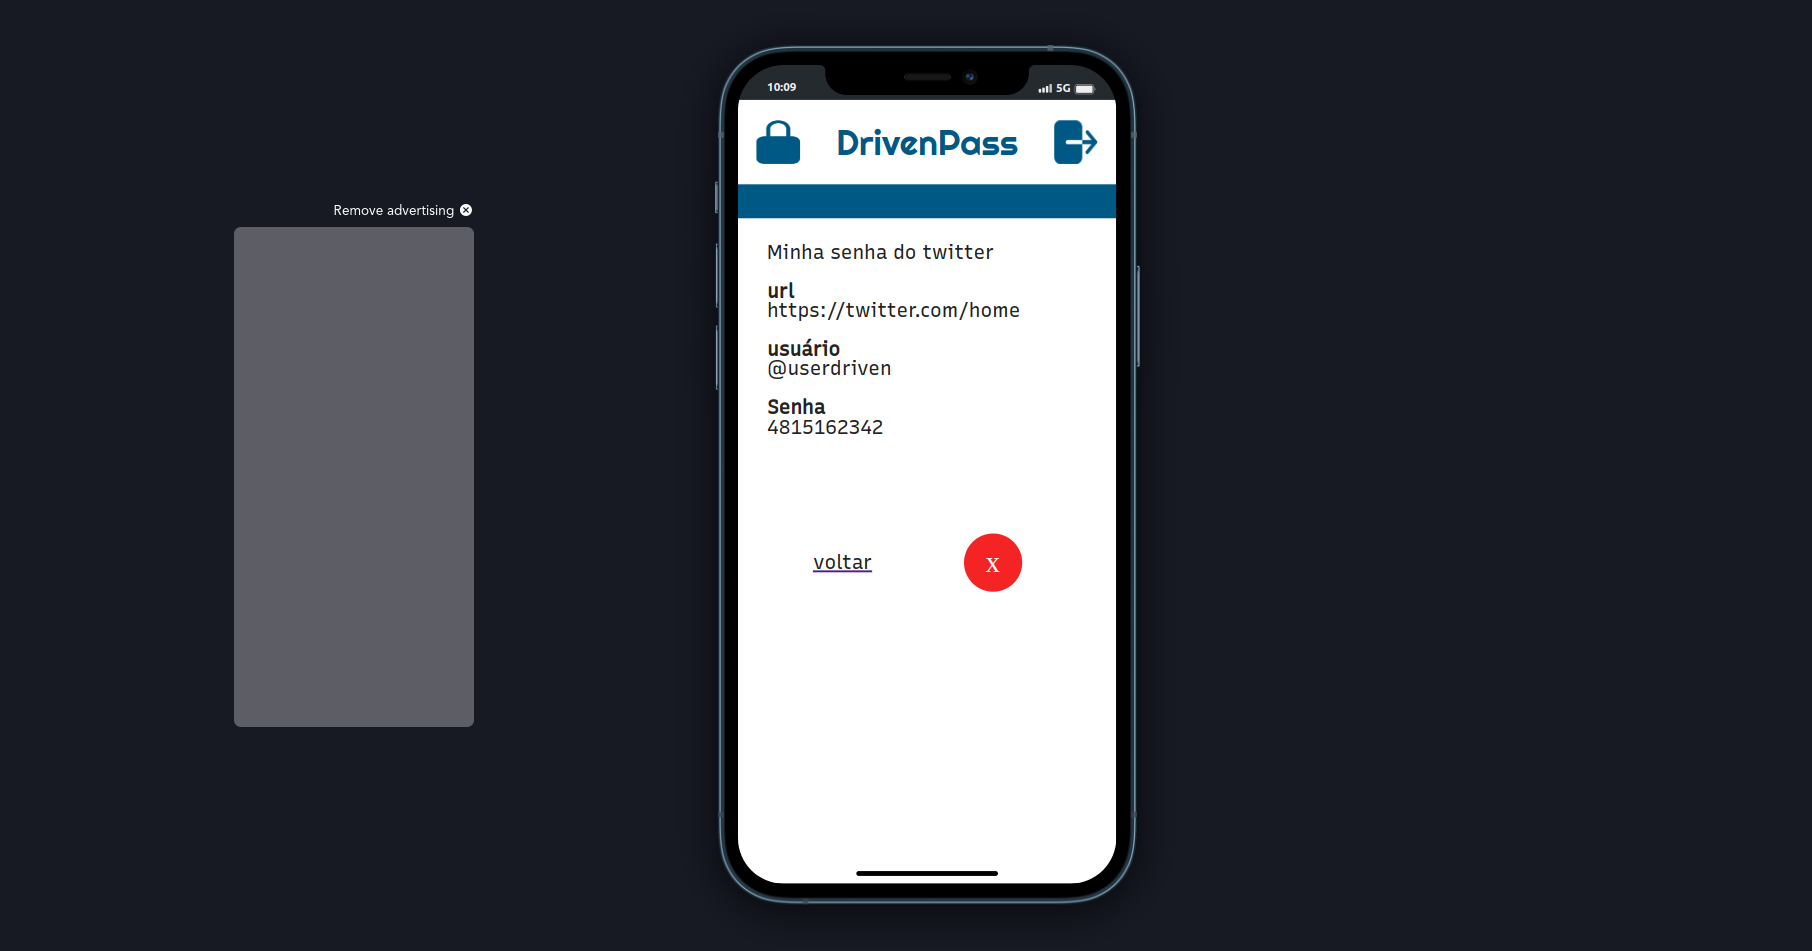 Remove advertising
10:09
5G
DrivenPass
Minha senha do twitter
url
https://twitter.com/home
usuário
@userdriven
Senha
4815162342
voltar
x